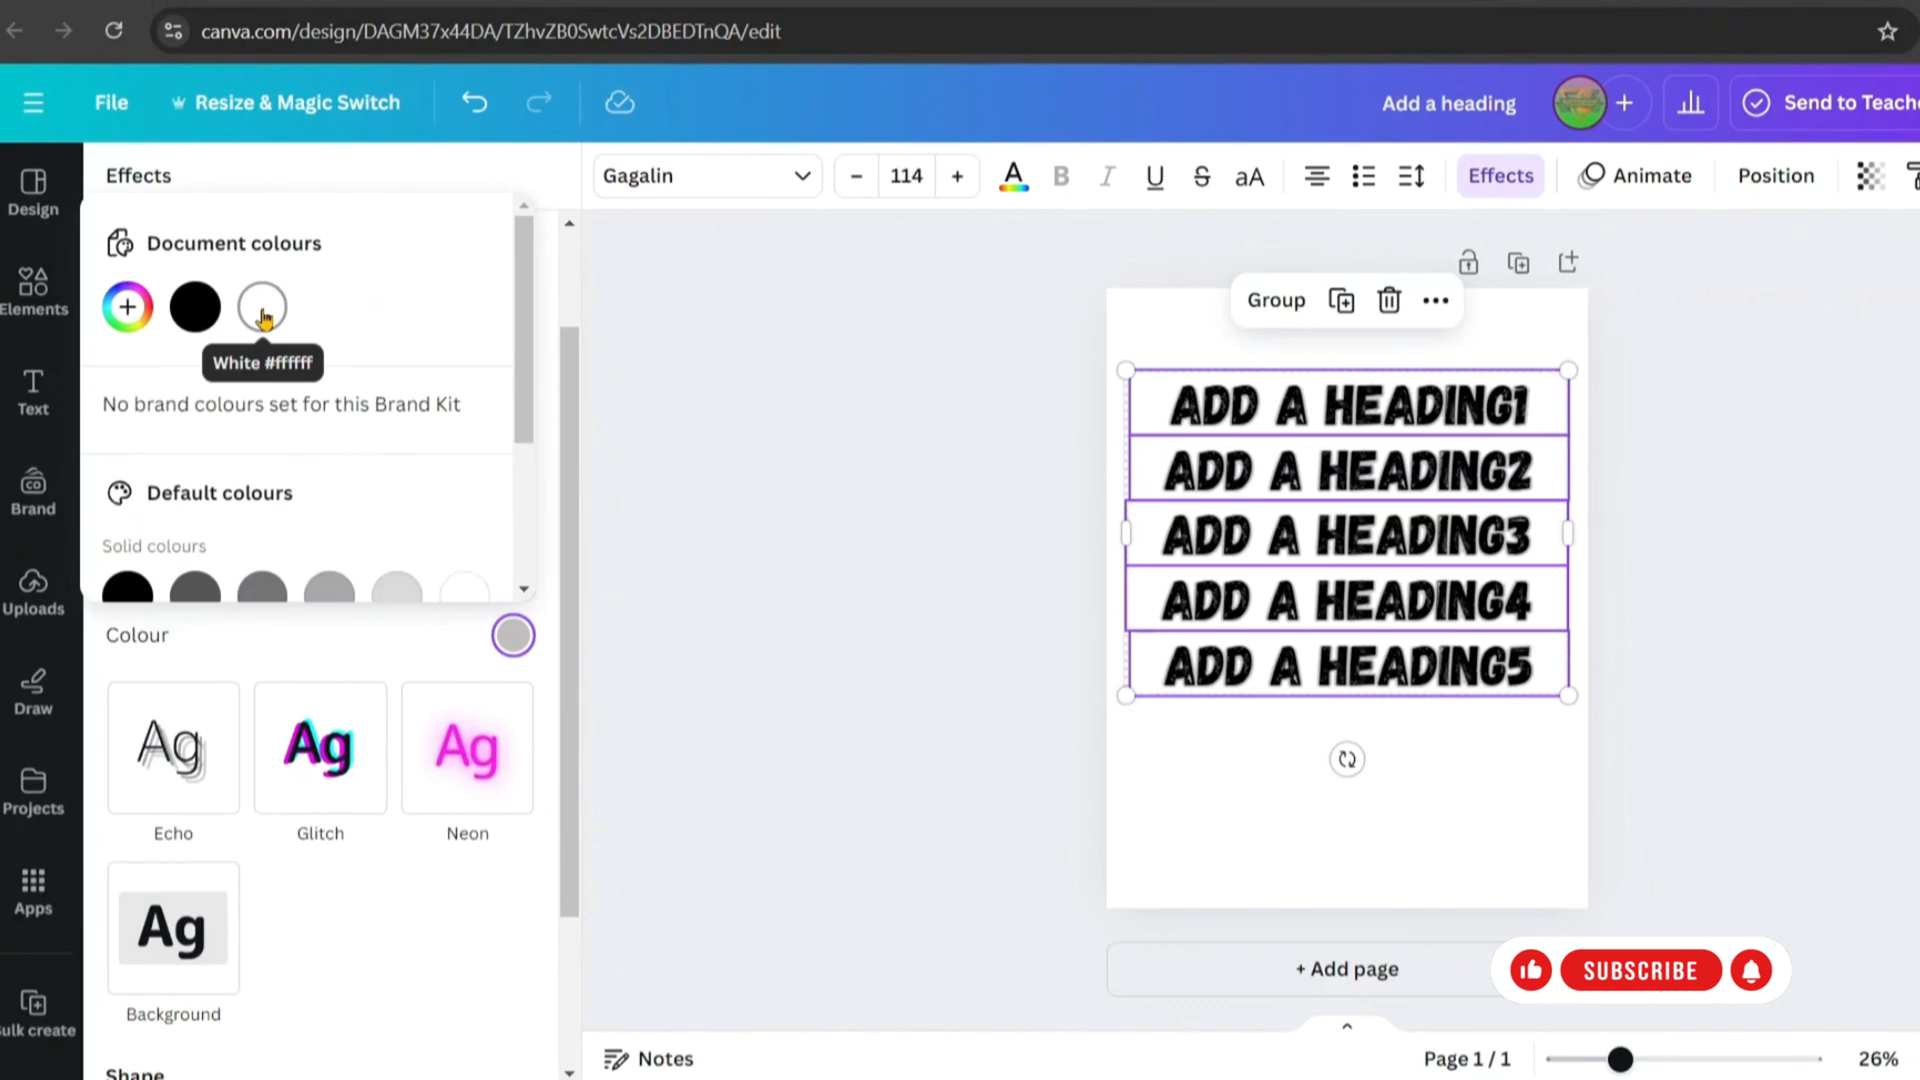 canva.com/design/DAGM37x44DA/TZhvZB0SwtcVs2DBEDTnQA/edit
File
Resize & Magic Switch
Add a heading
Send to Teache
Effects
Gagalin
114
A
B
I
U
S
aA
Effects
Animate
Position
Design
Elements
Text
Brand
Uploads
Draw
Projects
Apps
ulk create
Document colours
White #ffffff
No brand colours set for this Brand Kit
Default colours
Solid colours
Colour
Ag
Ag
Ag
Echo
Glitch
Neon
Ag
Background
Shape
Group
ADD A HEADING1
ADD A HEADING2
ADD A HEADING3
ADD A HEADING4
ADD A HEADING5
+ Add page
SUBSCRIBE
Notes
Page 1 / 1
26%